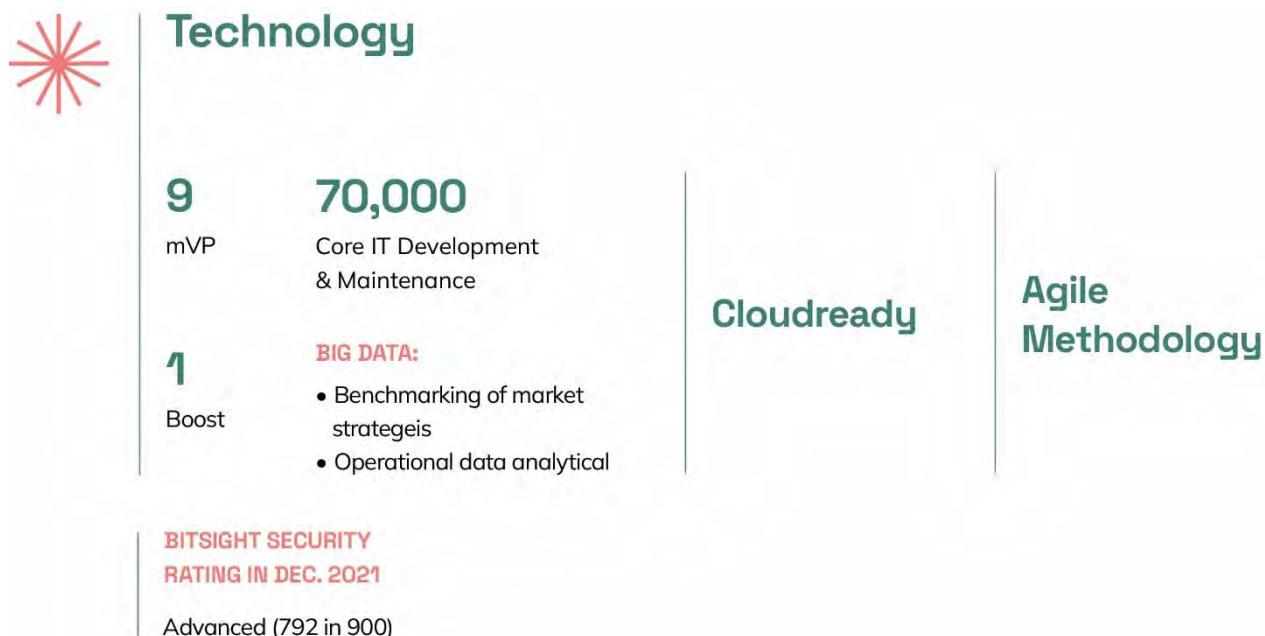 Technology
9
mVP
70,000
Core IT Development
& Maintenance
1
Boost
BIG DATA:
• Benchmarking of market
strategeis
• Operational data analytical
Cloudready
Agile
Methodology
BITSIGHT SECURITY
RATING IN DEC. 2021
Advanced (792 in 900)